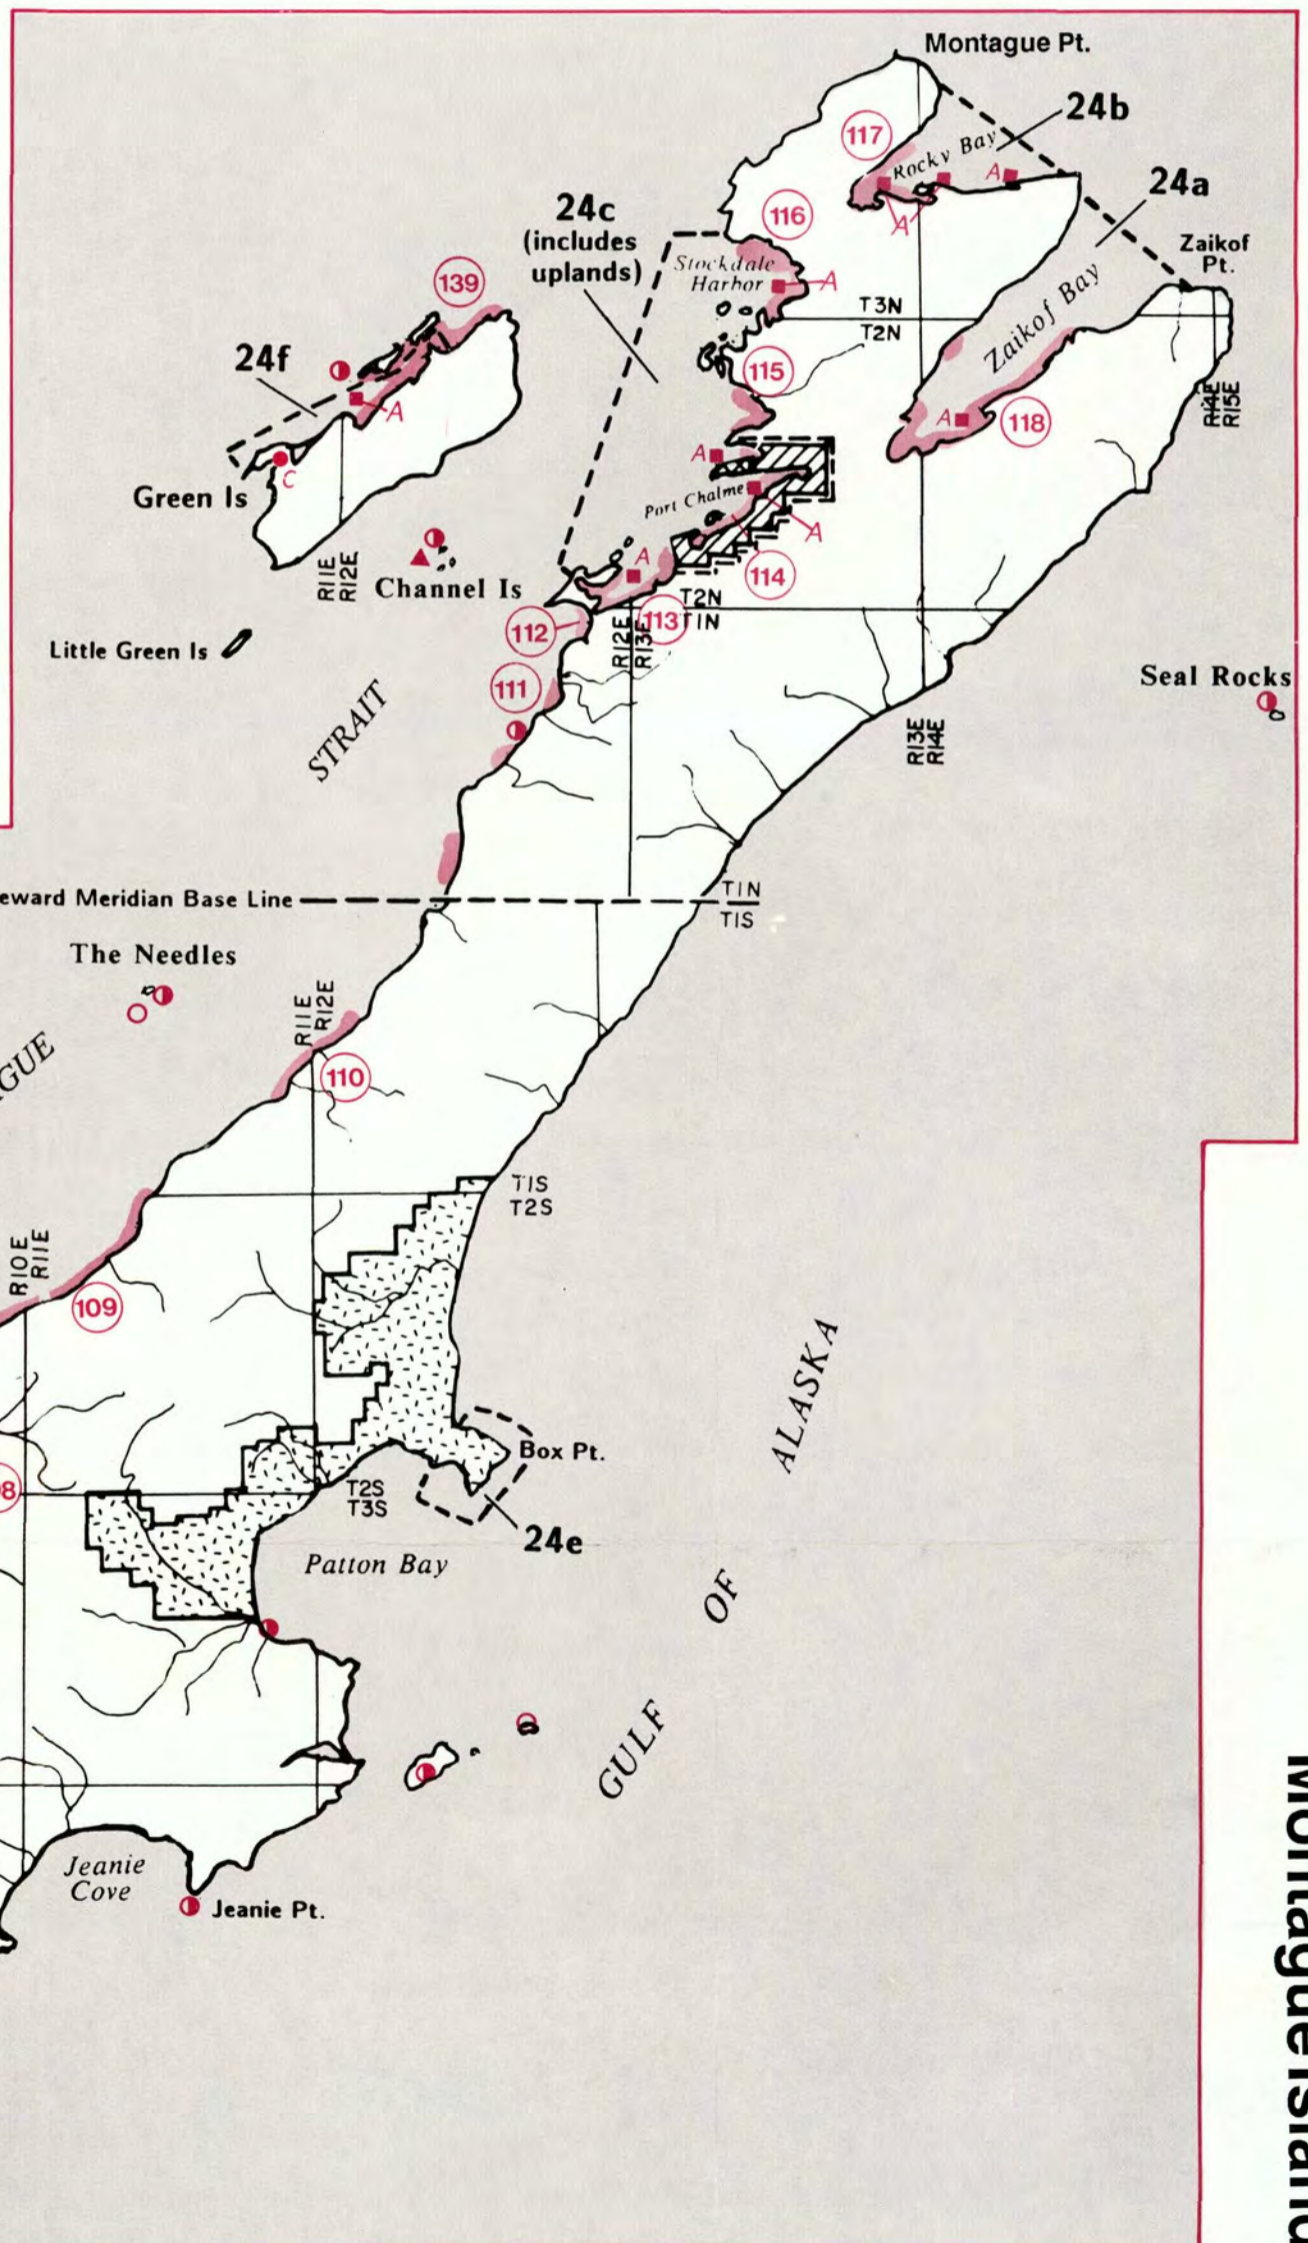 Montague Pt.
24b
117
Rocky Bay
A
A
24a
24c
(includes
uplands)
116
Zaikof
Pt.
Stockdale
Harbor
A
139
T3N
T2N
Zaikof Bay
24f
115
R14E
R15E
A
A
118
A
C
Green Is
Port Chalme
A
A
114
R11E
R12E
Channel Is
T2N
T1N
112
113
R12E
R13E
Little Green Is
111
Seal Rocks
STRAIT
R13E
R14E
eward Meridian Base Line
T1N
T1S
The Needles
R11E
R12E
GUE
110
T1S
T2S
R10E
R11E
109
ALASKA
Box Pt.
8
T2S
T3S
24e
Patton Bay
OF
GULF
Jeanie
Cove
Jeanie Pt.
Montague Island